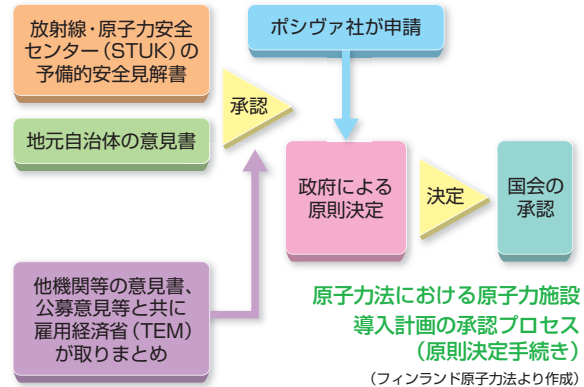 放射線・原子力安全
センター(STUK)の
予備的安全見解書
ポシヴァ社が申請
承認
地元自治体の意見書
政府による
原則決定
決定
国会の
承認
他機関等の意見書、
公募意見等と共に
雇用経済省(TEM)
が取りまとめ
原子力法における原子力施設
導入計画の承認プロセス
(原則決定手続き)
(フィンランド原子力法より作成)